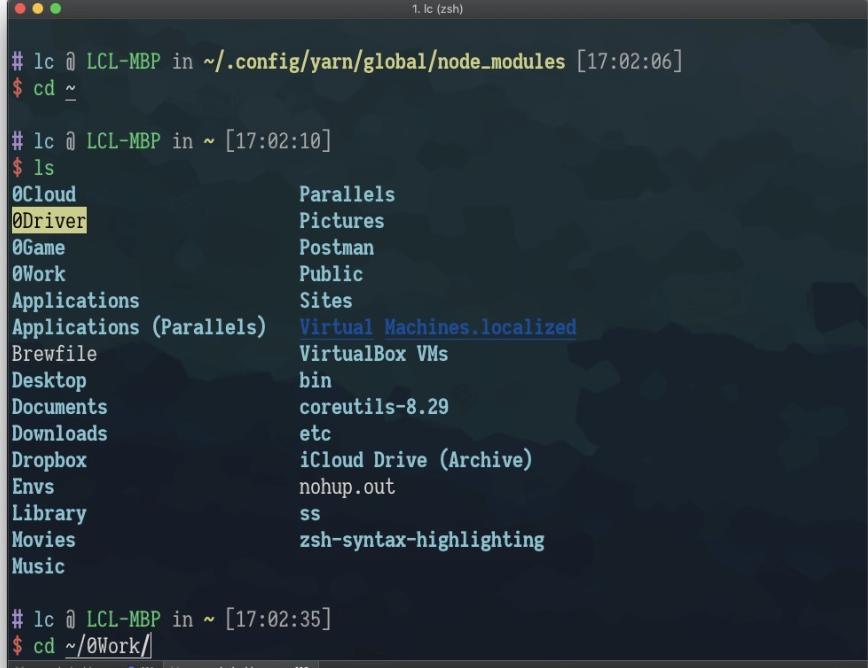 1. lc (zsh)
# lc @ LCL-MBP in ~/.config/yarn/global/node_modules [17:02:06]
$ cd ~
# lc @ LCL-MBP in ~ [17:02:10]
$ ls
0Cloud Parallels
0Driver Pictures
0Game Postman
0Work Public
Applications Sites
Applications (Parallels) Virtual Machines.localized
Brewfile VirtualBox VMs
Desktop bin
Documents coreutils-8.29
Downloads etc
Dropbox iCloud Drive (Archive)
Envs nohup.out
Library ss
Movies zsh-syntax-highlighting
Music
# lc @ LCL-MBP in ~ [17:02:35]
$ cd ~/0Work/